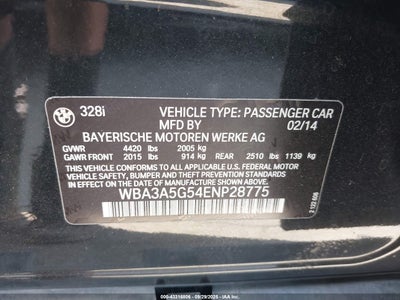 328i VEHICLE TYPE: PASSENGER CAR
MFD BY 02/14
BAYERISCHE MOTOREN WERKE AG
GVWR 4420 lbs 2005 kg
GAWR FRONT 2015 lbs 914 kg REAR 2510 lbs 1139 kg
THIS VEHICLE CONFORMS TO ALL APPLICABLE U.S. FEDERAL MOTOR
VEHICLE SAFETY, BUMPER, AND THEFT PREVENTION STANDARDS
IN EFFECT ON THE DATE OF MANUFACTURE SHOWN ABOVE.
WBA3A5G54ENP28775